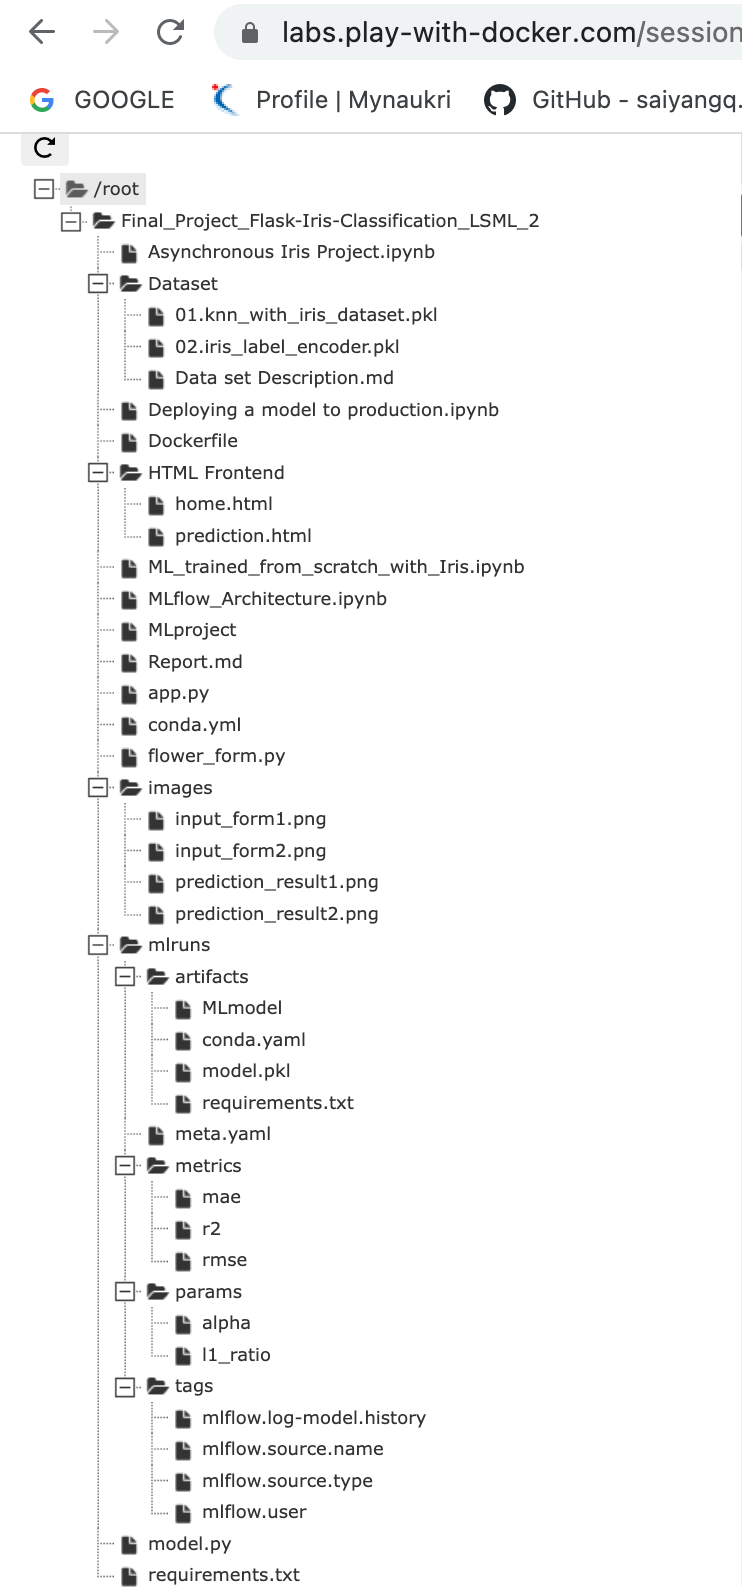 labs.play-with-docker.com/session
GOOGLE Profile | Mynaukri GitHub - saiyangq.
/root
Final_Project_Flask-Iris-Classification_LSML_2
Asynchronous Iris Project.ipynb
Dataset
01.knn_with_iris_dataset.pkl
02.iris_label_encoder.pkl
Data set Description.md
Deploying a model to production.ipynb
Dockerfile
HTML Frontend
home.html
prediction.html
ML_trained_from_scratch_with_Iris.ipynb
MLflow_Architecture.ipynb
MLproject
Report.md
app.py
conda.yml
flower_form.py
images
input_form1.png
input_form2.png
prediction_result1.png
prediction_result2.png
mlruns
artifacts
MLmodel
conda.yaml
model.pkl
requirements.txt
meta.yaml
metrics
mae
r2
rmse
params
alpha
l1_ratio
tags
mlflow.log-model.history
mlflow.source.name
mlflow.source.type
mlflow.user
model.py
requirements.txt